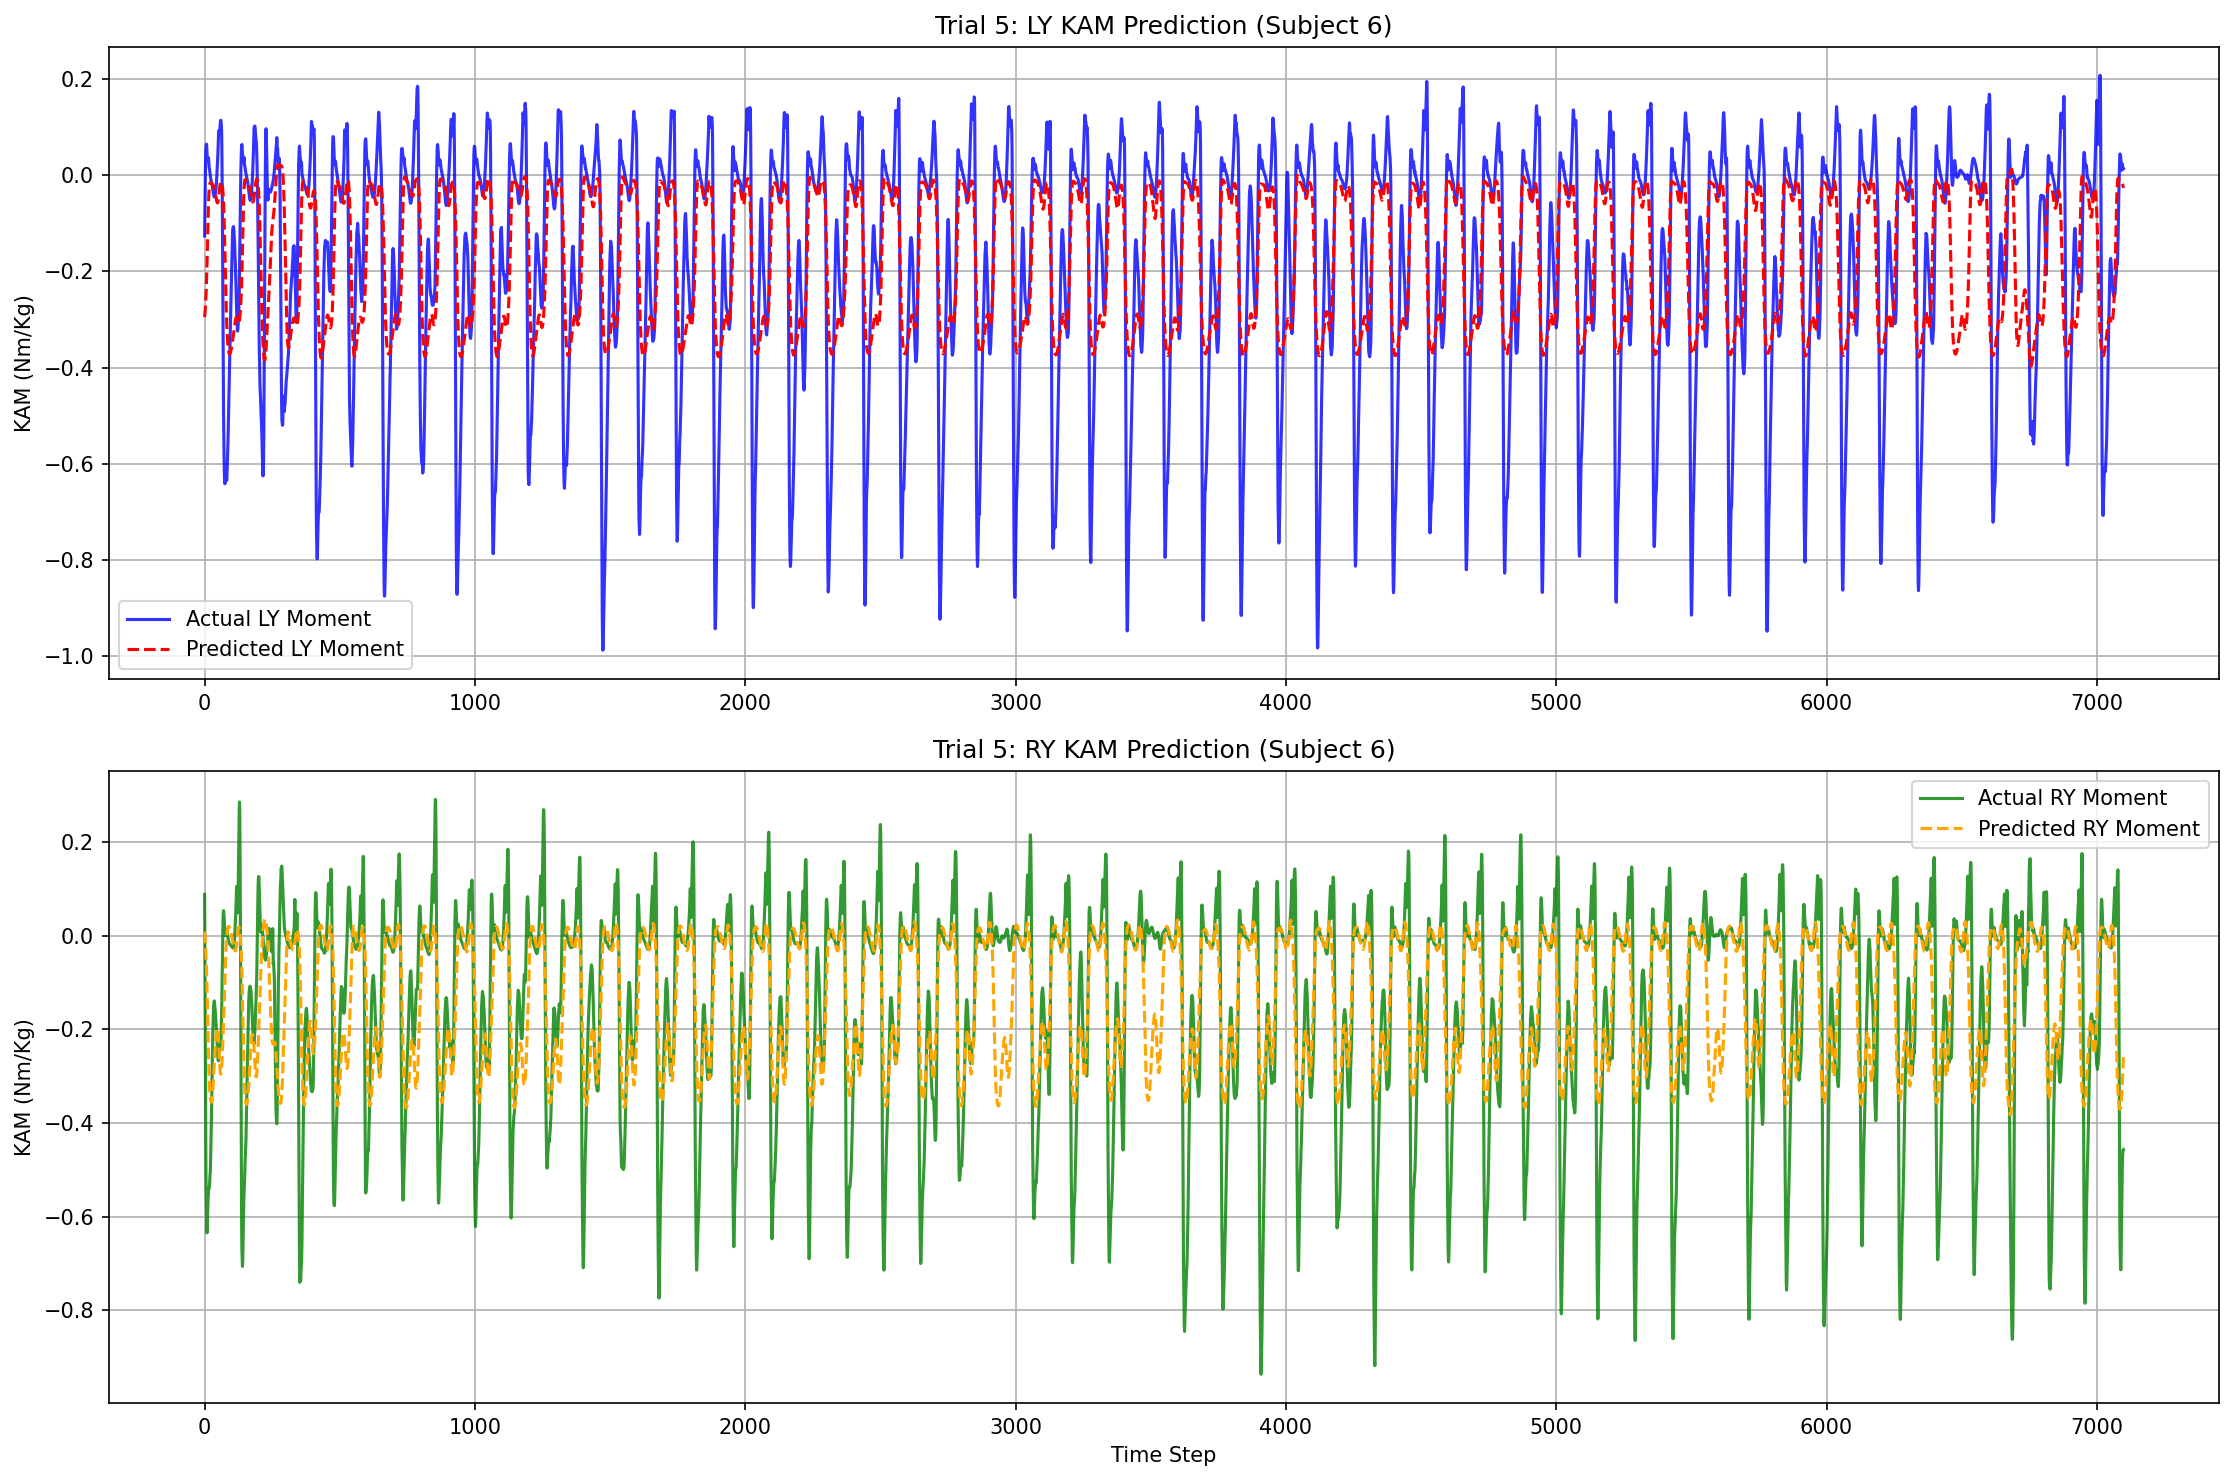 Trial 5: LY KAM Prediction (Subject 6)
KAM (Nm/Kg)
0.2
0.0
−0.2
−0.4
−0.6
−0.8
−1.0
Actual LY Moment
Predicted LY Moment
0 1000 2000 3000 4000 5000 6000 7000
Trial 5: RY KAM Prediction (Subject 6)
KAM (Nm/Kg)
0.2
0.0
−0.2
−0.4
−0.6
−0.8
Actual RY Moment
Predicted RY Moment
0 1000 2000 3000 4000 5000 6000 7000
Time Step